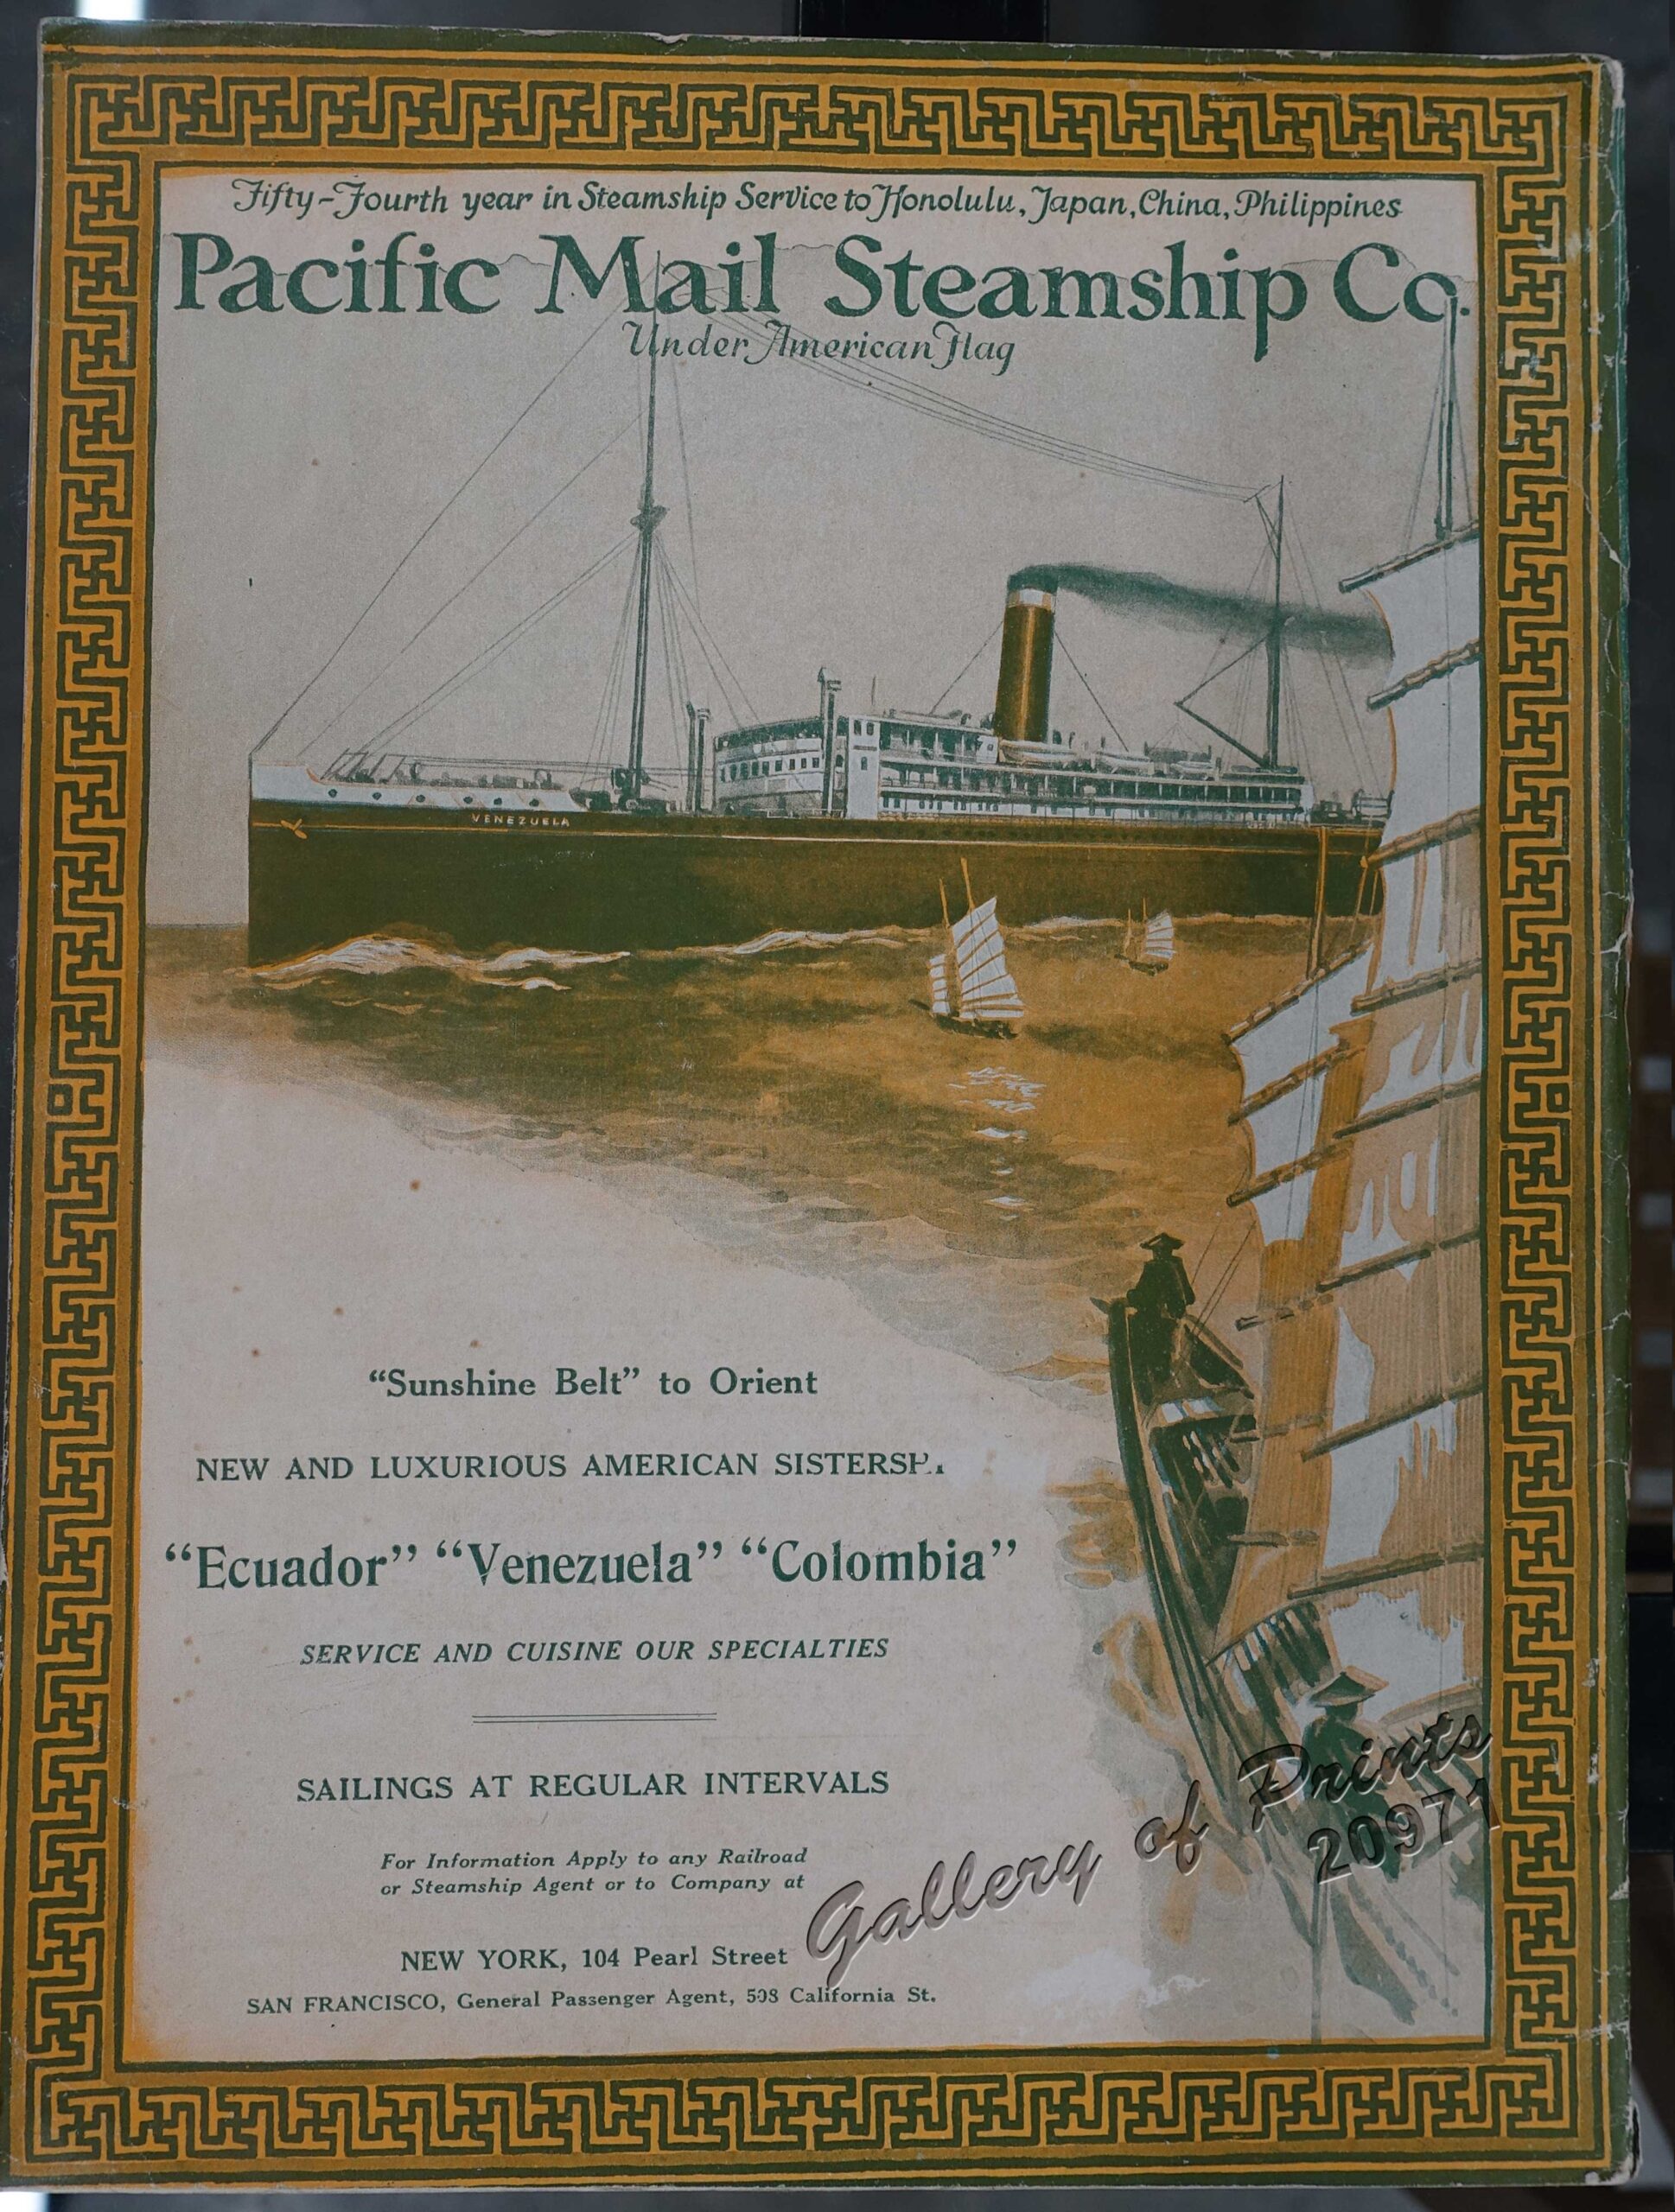 Fifty-Fourth year in Steamship Service to Honolulu, Japan, China, Philippines
Pacific Mail Steamship Co.
Under American Flag
VENEZUELA
“Sunshine Belt” to Orient
NEW AND LUXURIOUS AMERICAN
“Ecuador” “Venezuela” “Colombia”
SERVICE AND CUISINE OUR SPECIALTIES
SAILINGS AT REGULAR INTERVALS
For Information Apply to any Railroad
or Steamship Agent or to Company at
NEW YORK, 104 Pearl Street
SAN FRANCISCO, General Passenger Agent, 508 California St.
Gallery of Prints
20971